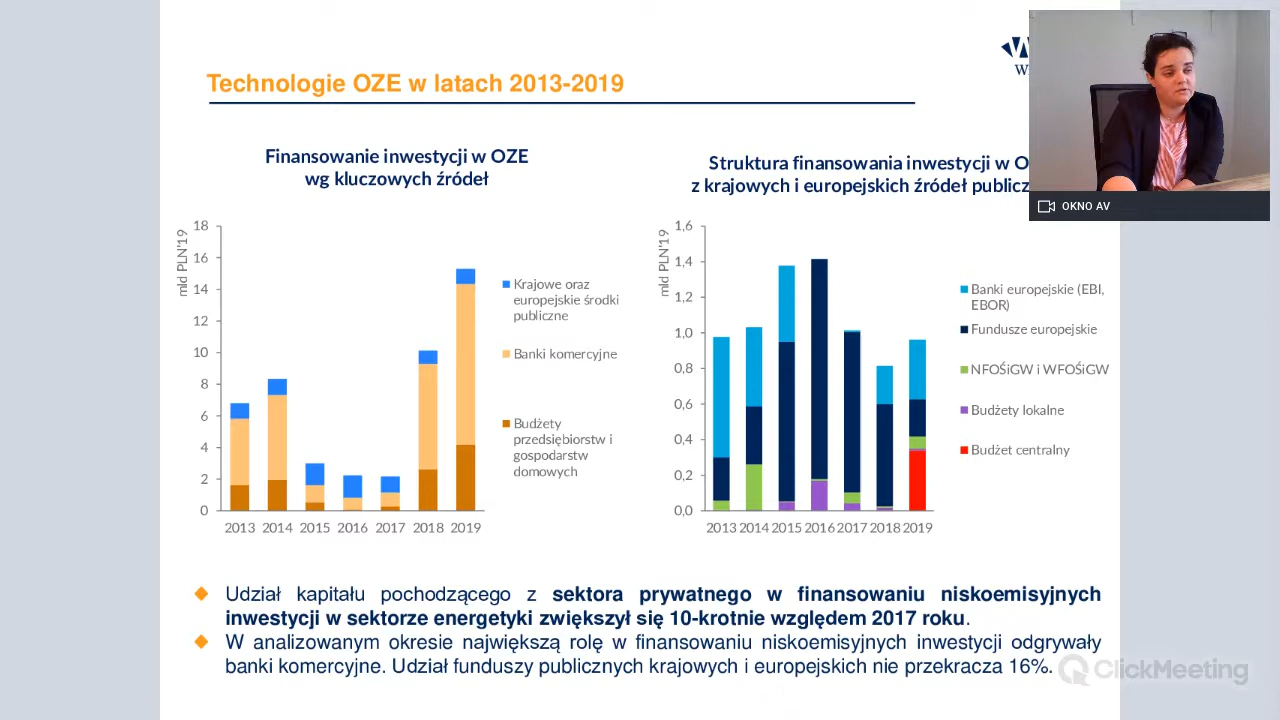 Technologie OZE w latach 2013-2019
Finansowanie inwestycji w OZE
wg kluczowych źródeł
mld PLN'19
18
16
14
12
10
8
6
4
2
0
2013 2014 2015 2016 2017 2018 2019
Krajowe oraz
europejskie środki
publiczne
Banki komercyjne
Budżety
przedsiębiorstw i
gospodarstw
domowych
Struktura finansowania inwestycji w O
z krajowych i europejskich źródeł publicz
mld PLN'19
1,6
1,4
1,2
1,0
0,8
0,6
0,4
0,2
0,0
2013 2014 2015 2016 2017 2018 2019
Banki europejskie (EBI,
EBOR)
Fundusze europejskie
NFOŚiGW i WFOŚiGW
Budżety lokalne
Budżet centralny
OKNO AV
Udział kapitału pochodzącego z sektora prywatnego w finansowaniu niskoemisyjnych
inwestycji w sektorze energetyki zwiększył się 10-krotnie względem 2017 roku.
W analizowanym okresie największą rolę w finansowaniu niskoemisyjnych inwestycji odgrywały
banki komercyjne. Udział funduszy publicznych krajowych i europejskich nie przekracza 16%.
ClickMeeting